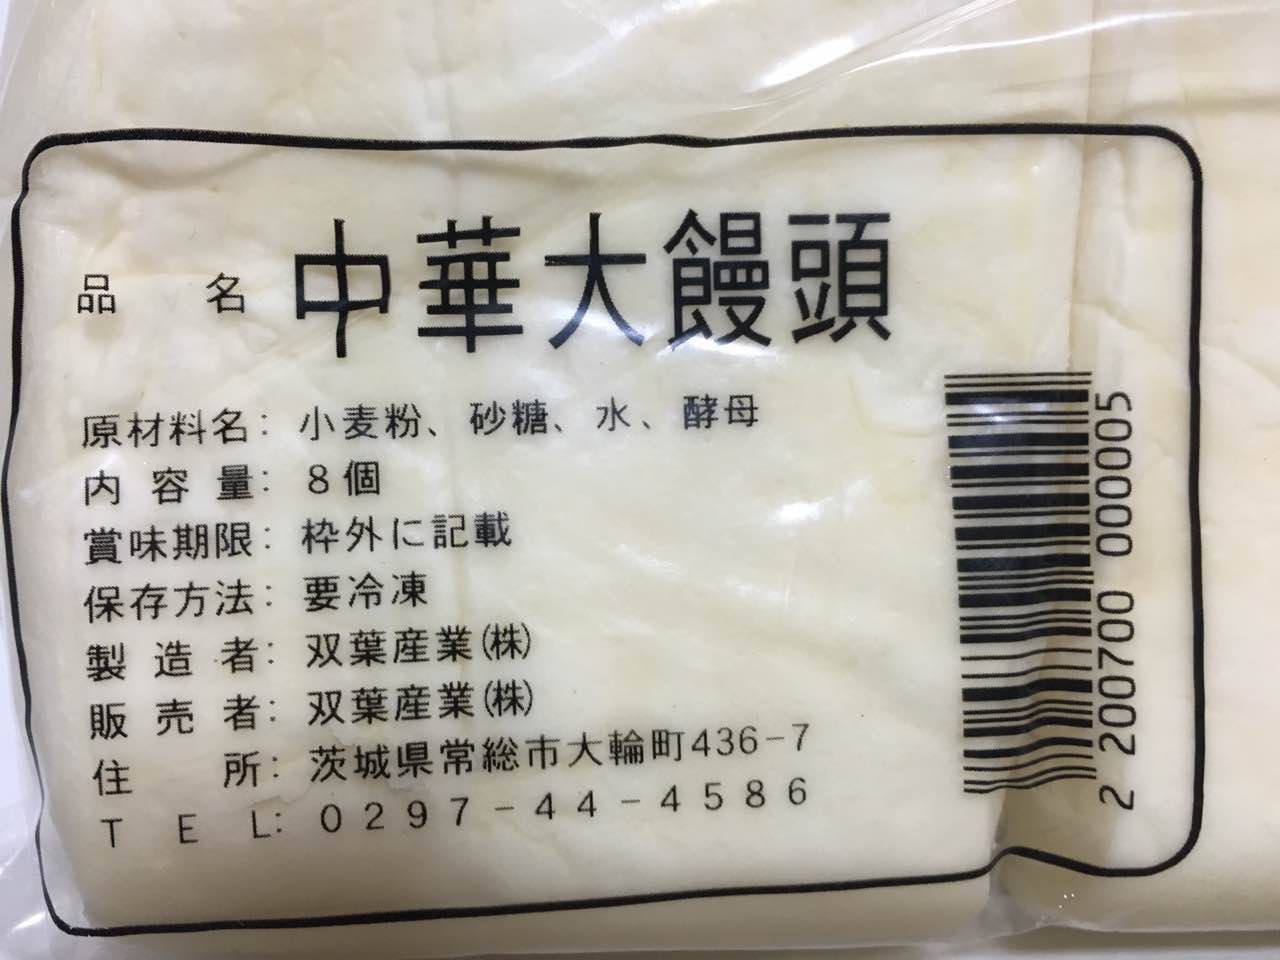 品名 中華大饅頭
原材料名：小麦粉、砂糖、水、酵母
内容量：8個
賞味期限：枠外に記載
保存方法：要冷凍
製造者：双葉産業(株)
販売者：双葉産業(株)
住所：茨城県常総市大輪町436-7
TEL：0297-44-4586
2 200700 000005